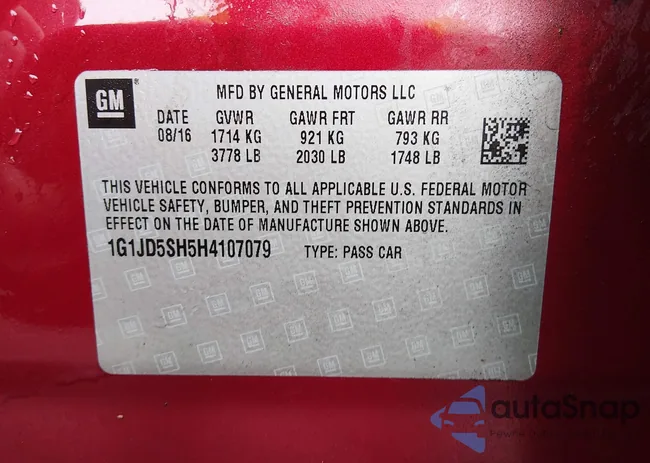 GM
MFD BY GENERAL MOTORS LLC
DATE GVWR GAWR FRT GAWR RR
08/16 1714 KG 921 KG 793 KG
3778 LB 2030 LB 1748 LB
THIS VEHICLE CONFORMS TO ALL APPLICABLE U.S. FEDERAL MOTOR
VEHICLE SAFETY, BUMPER, AND THEFT PREVENTION STANDARDS IN
EFFECT ON THE DATE OF MANUFACTURE SHOWN ABOVE.
1G1JD5SH5H4107079 TYPE: PASS CAR
autoSnap